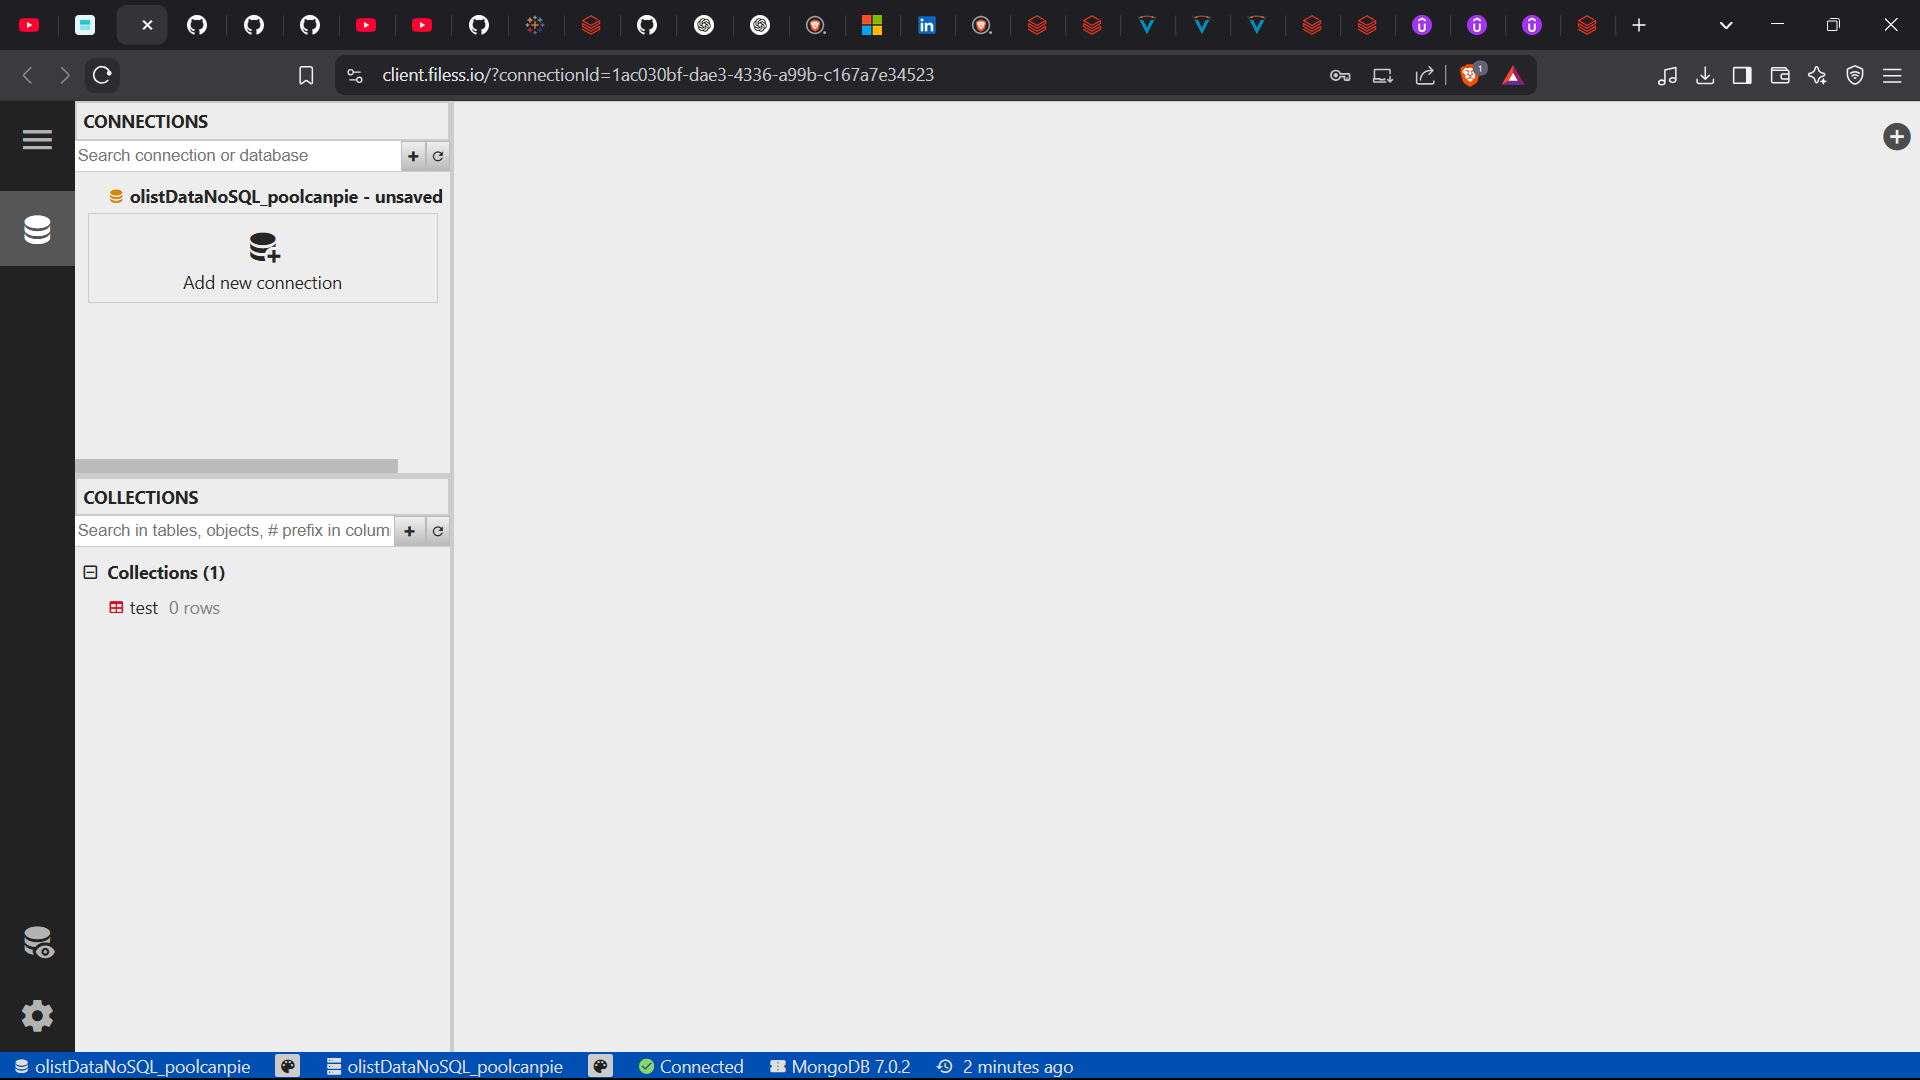 client.filess.io/?connectionId=1ac030bf-dae3-4336-a99b-c167a7e34523
1
CONNECTIONS
Search connection or database
olistDataNoSQL_poolcanpie - unsaved
Add new connection
COLLECTIONS
Search in tables, objects, # prefix in colum
Collections (1)
test 0 rows
olistDataNoSQL_poolcanpie olistDataNoSQL_poolcanpie Connected MongoDB 7.0.2 2 minutes ago